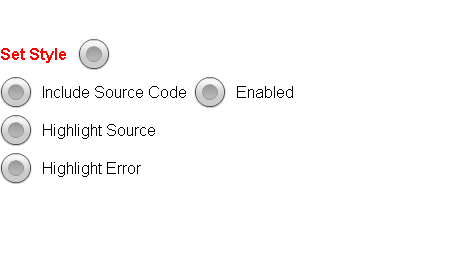 Set Style
Include Source Code Enabled
Highlight Source
Highlight Error